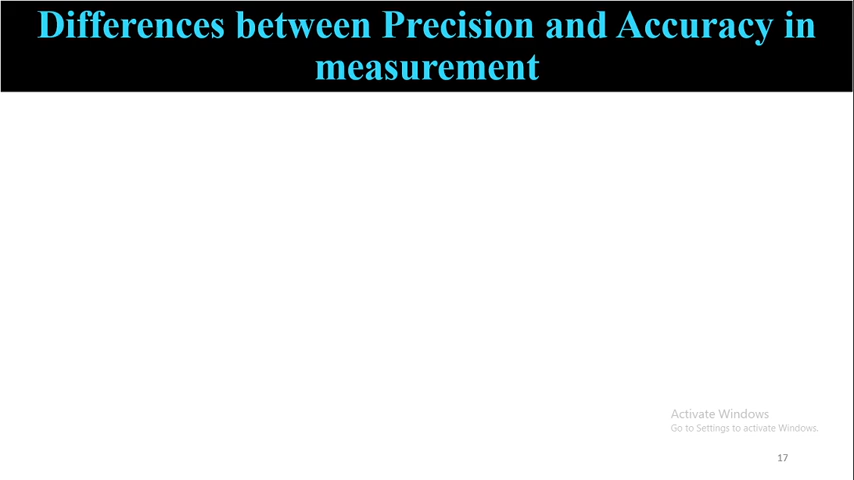 Differences between Precision and Accuracy in
measurement
Activate Windows
Go to Settings to activate Windows.
17